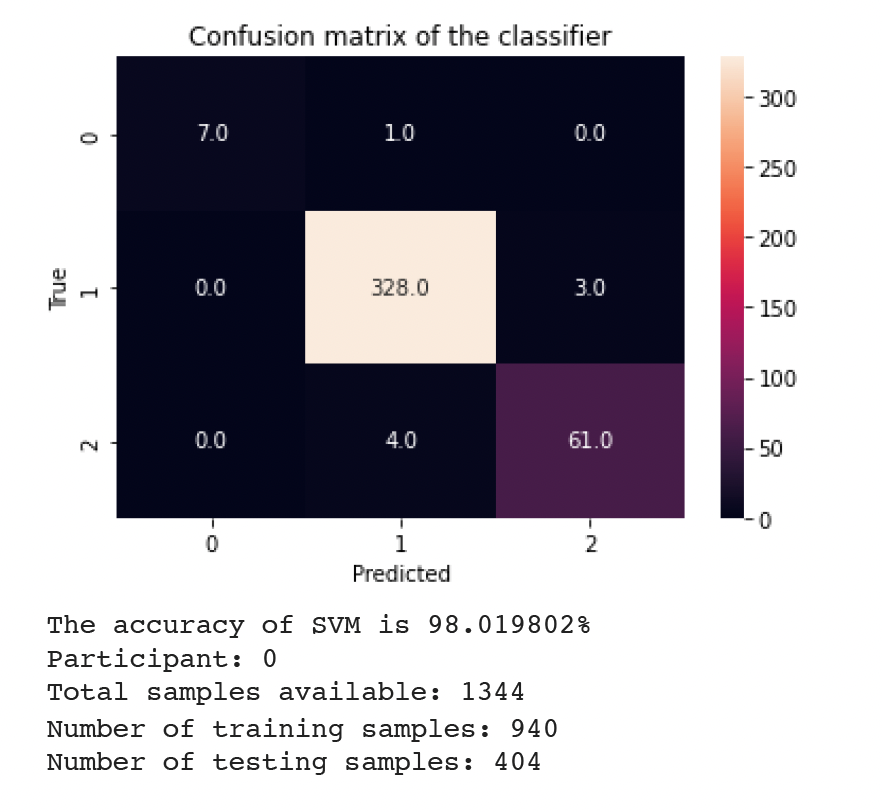 Confusion matrix of the classifier
0 7.0 1.0 0.0
True 1 0.0 328.0 3.0
2 0.0 4.0 61.0
0 1 2
Predicted
300
250
200
150
100
50
0
The accuracy of SVM is 98.019802%
Participant: 0
Total samples available: 1344
Number of training samples: 940
Number of testing samples: 404